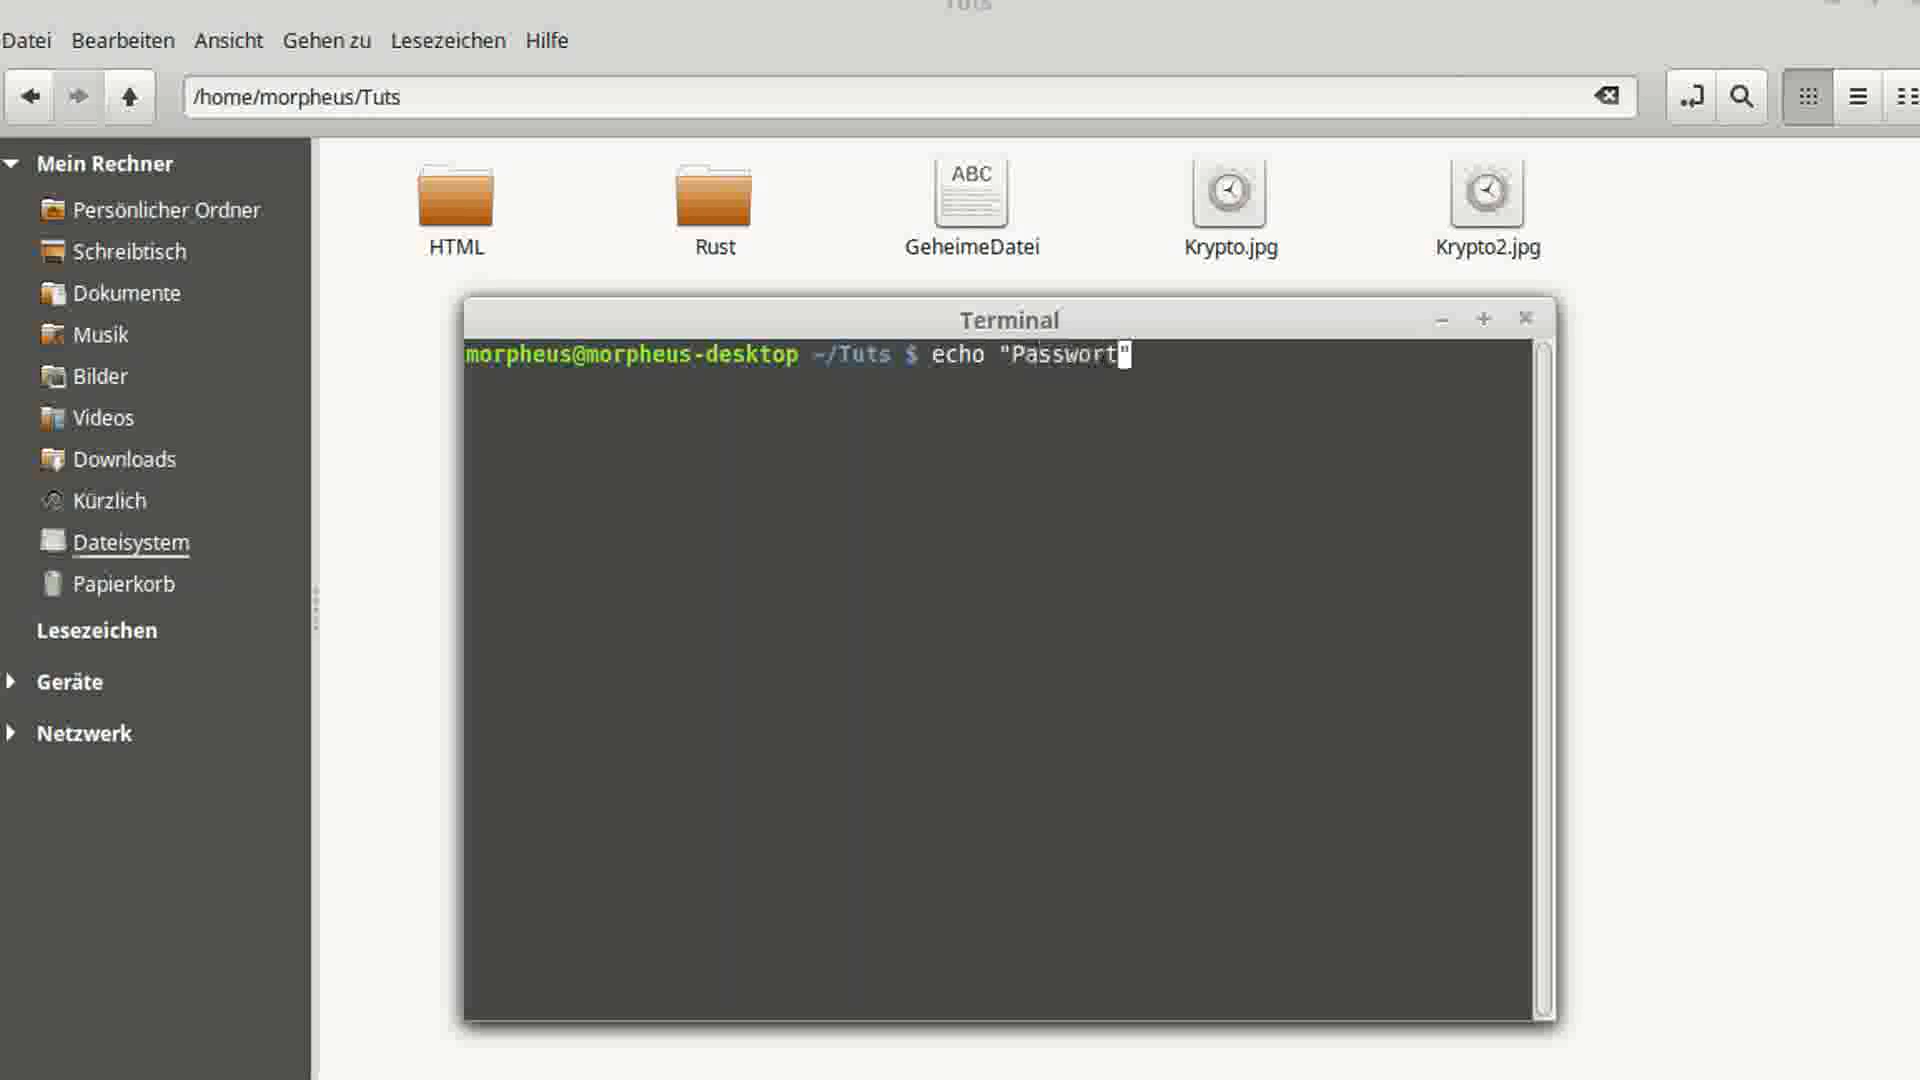 Tuts
Datei Bearbeiten Ansicht Gehen zu Lesezeichen Hilfe
/home/morpheus/Tuts
Mein Rechner
Persönlicher Ordner
Schreibtisch
Dokumente
Musik
Bilder
Videos
Downloads
Kürzlich
Dateisystem
Papierkorb
Lesezeichen
Geräte
Netzwerk
ABC
HTML Rust GeheimeDatei Krypto.jpg Krypto2.jpg
Terminal
morpheus@morpheus-desktop ~/Tuts $ echo "Passwort"